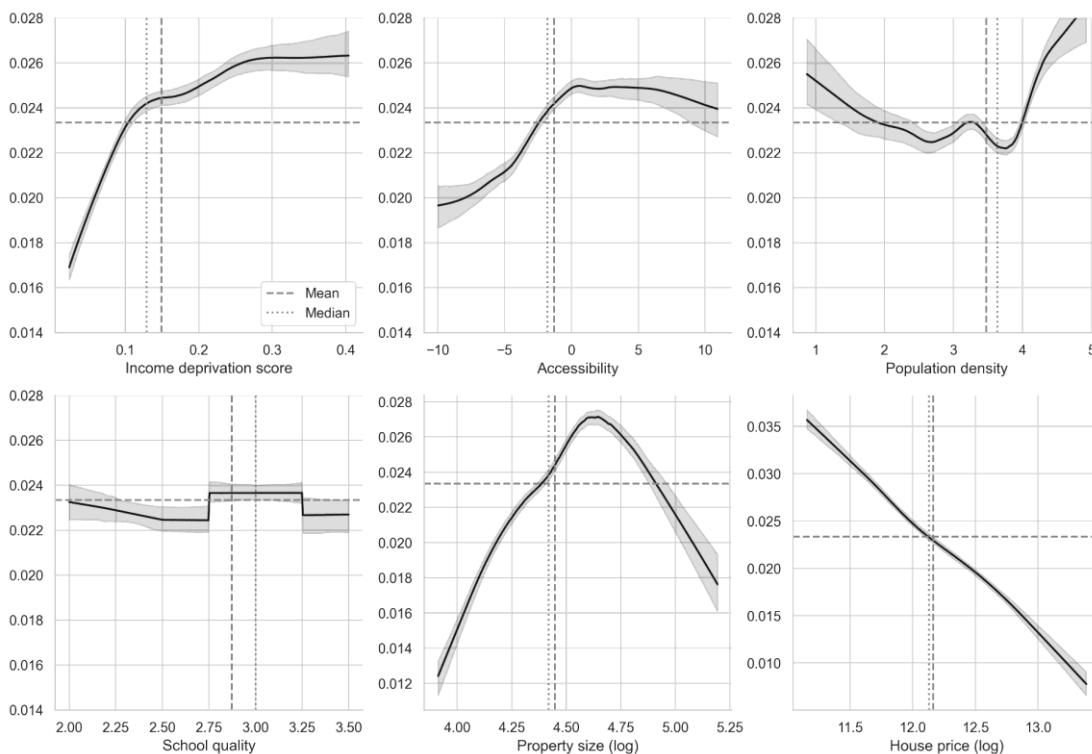 0.028 0.028 0.028
0.026 0.026 0.026
0.024 0.024 0.024
0.022 0.022 0.022
0.020 0.020 0.020
0.018 0.018 0.018
0.016 Mean 0.016 0.016
Median
0.014 0.014 0.014
0.1 0.2 0.3 0.4 −10 −5 0 5 10 1 2 3 4 5
Income deprivation score Accessibility Population density
0.028 0.028
0.026 0.026 0.035
0.024 0.024 0.030
0.022 0.022 0.025
0.020 0.020 0.020
0.018 0.018 0.015
0.016 0.016 0.010
0.014 0.014
0.012
2.00 2.25 2.50 2.75 3.00 3.25 3.50 4.00 4.25 4.50 4.75 5.00 5.25 11.5 12.0 12.5 13.0
School quality Property size (log) House price (log)